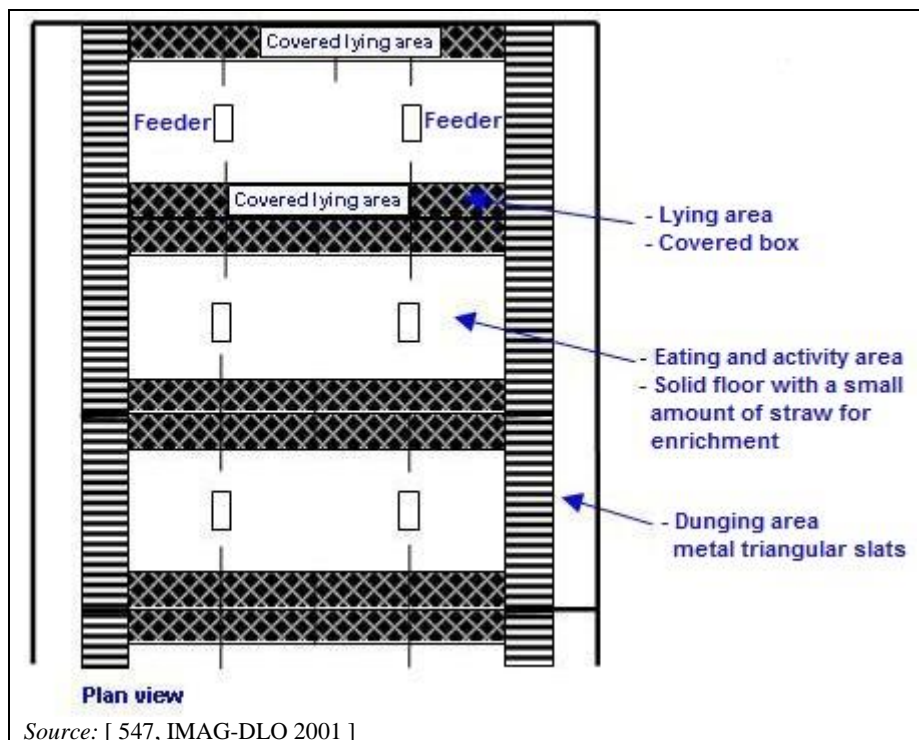 Covered lying area
Feeder
Feeder
Covered lying area
- Lying area
- Covered box
- Eating and activity area
- Solid floor with a small
amount of straw for
enrichment
- Dunging area
metal triangular slats
Plan view
Source: [ 547, IMAG-DLO 2001 ]